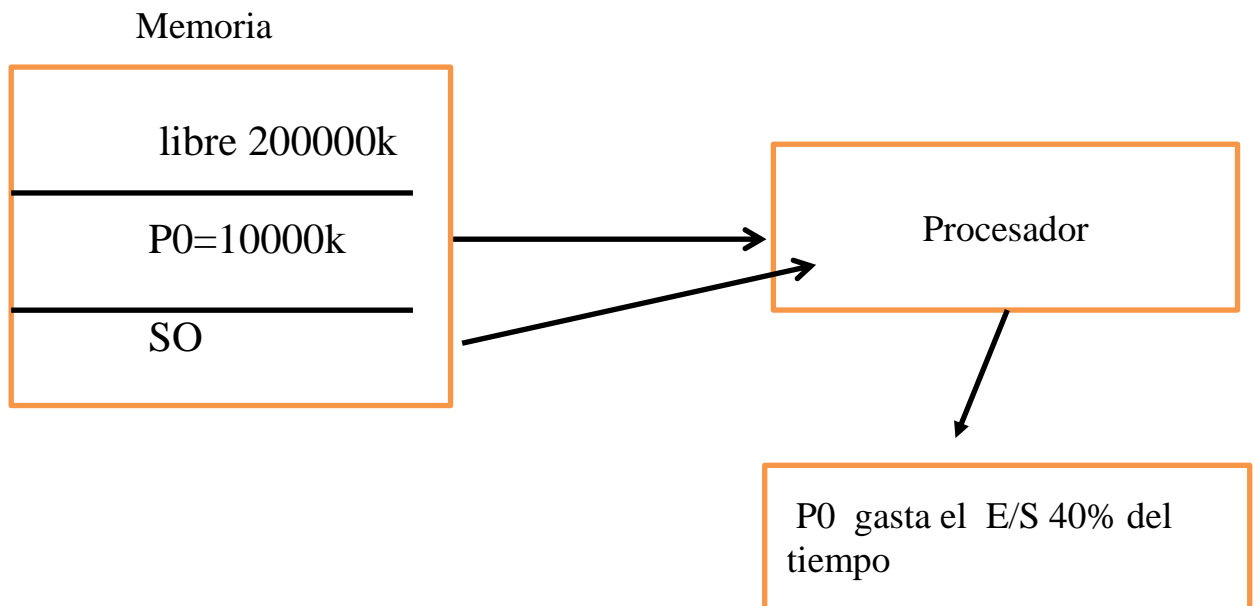 Memoria
libre 200000k
P0=10000k
SO
Procesador
P0 gasta el E/S 40% del
tiempo